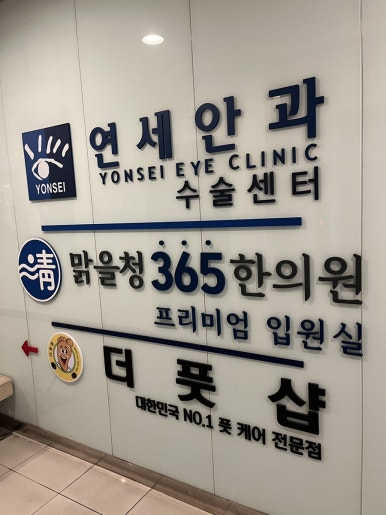 연세안과
YONSEI EYE CLINIC
YONSEI
수술센터
맑을청 365 한의원
靑
프리미엄 입원실
더 풋 샵
대한민국 NO.1 풋 케어 전문점